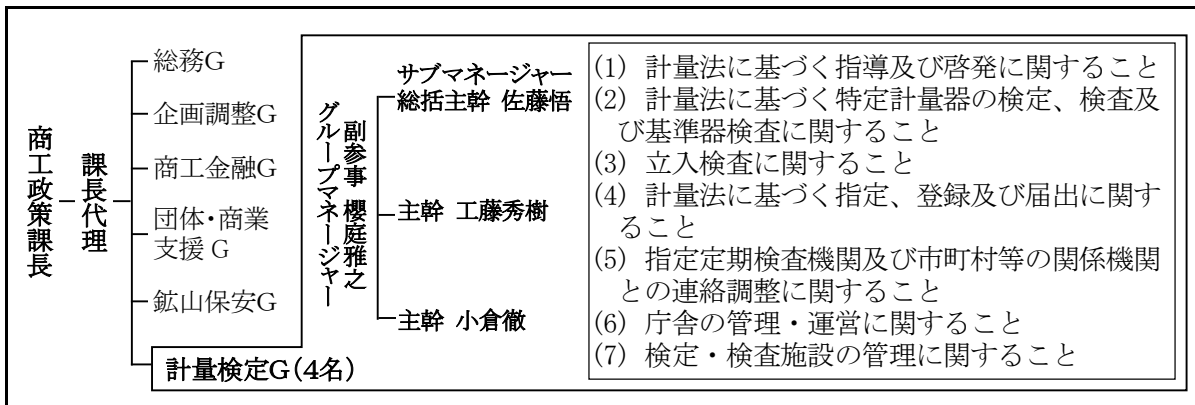 商工政策課長
課長代理
総務G
企画調整G
商工金融G
団体・商業
支援 G
鉱山保安G
計量検定G(4名)
グループマネージャー
副参事 櫻庭雅之
サブマネージャー
総括主幹 佐藤悟
主幹 工藤秀樹
主幹 小倉徹
(1) 計量法に基づく指導及び啓発に関すること
(2) 計量法に基づく特定計量器の検定、検査及
び基準器検査に関すること
(3) 立入検査に関すること
(4) 計量法に基づく指定、登録及び届出に関す
ること
(5) 指定定期検査機関及び市町村等の関係機関
との連絡調整に関すること
(6) 庁舎の管理・運営に関すること
(7) 検定・検査施設の管理に関すること